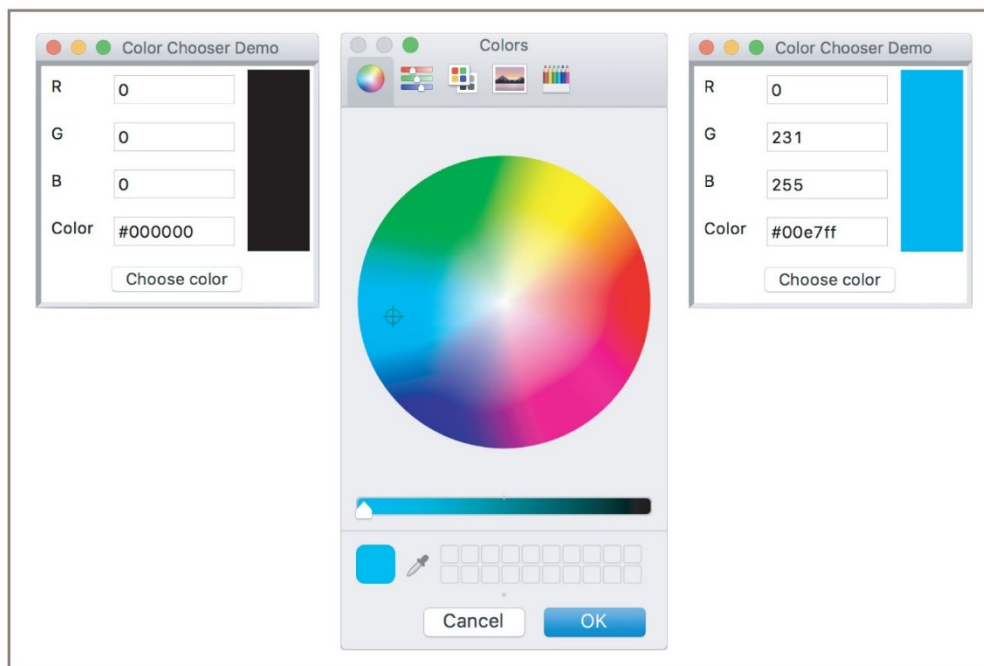 Color Chooser Demo
R 0
G 0
B 0
Color #000000
Choose color
Colors
Cancel OK
Color Chooser Demo
R 0
G 231
B 255
Color #00e7ff
Choose color